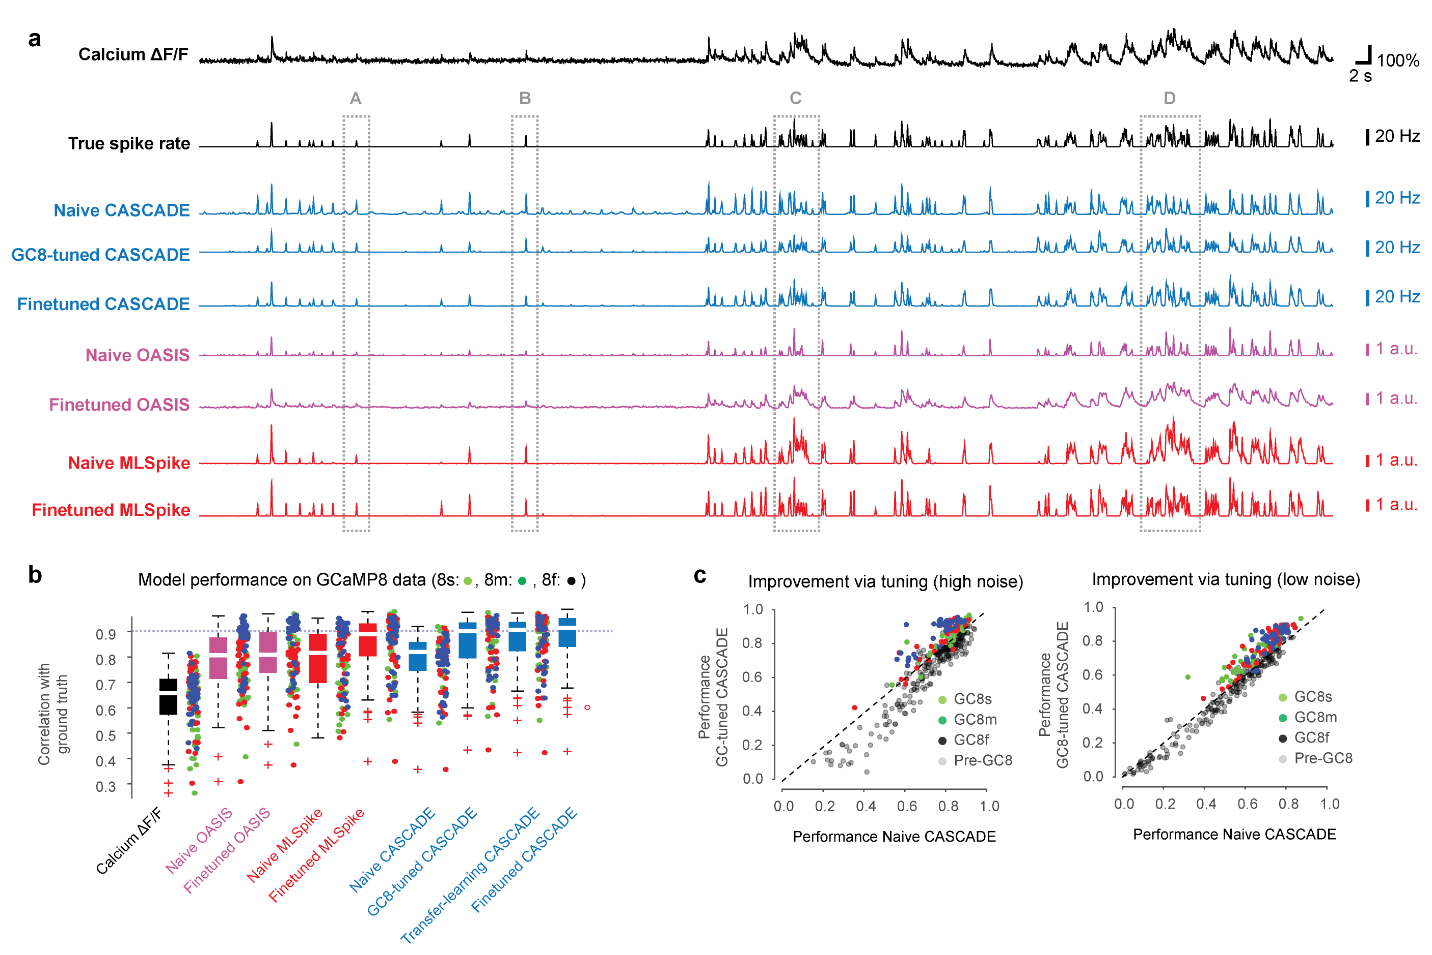 a
Calcium ΔF/F
100%
2 s
A
B
C
D
True spike rate
20 Hz
Naive CASCADE
20 Hz
GC8-tuned CASCADE
20 Hz
Finetuned CASCADE
20 Hz
Naive OASIS
1 a.u.
Finetuned OASIS
1 a.u.
Naive MLSpike
1 a.u.
Finetuned MLSpike
1 a.u.
b
Model performance on GCaMP8 data (8s: , 8m: , 8f: )
Correlation with
ground truth
0.9
0.8
0.7
0.6
0.5
0.4
0.3
Calcium ΔF/F
Naive OASIS
Finetuned OASIS
Naive MLSpike
Finetuned MLSpike
Naive CASCADE
GC8-tuned CASCADE
Transfer-learning CASCADE
Finetuned CASCADE
c
Improvement via tuning (high noise)
Performance
GC-tuned CASCADE
1.0
0.8
0.6
0.4
0.2
0.0
GC8s
GC8m
GC8f
Pre-GC8
0.0
0.2
0.4
0.6
0.8
1.0
Performance Naive CASCADE
Improvement via tuning (low noise)
Performance
GC8-tuned CASCADE
1.0
0.8
0.6
0.4
0.2
0.0
GC8s
GC8m
GC8f
Pre-GC8
0.0
0.2
0.4
0.6
0.8
1.0
Performance Naive CASCADE